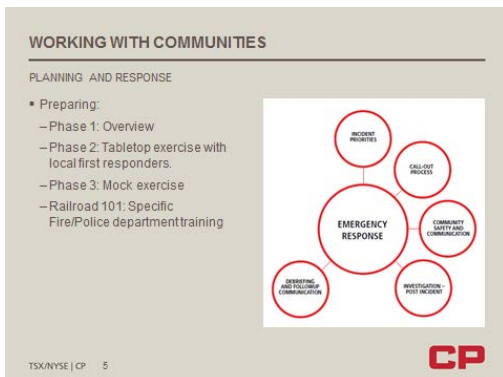 WORKING WITH COMMUNITIES
PLANNING AND RESPONSE
▪ Preparing:
– Phase 1: Overview
– Phase 2: Tabletop exercise with
local first responders.
– Phase 3: Mock exercise
– Railroad 101: Specific
Fire/Police department training
INCIDENT
PRIORITIES
CALL-OUT
PROCESS
EMERGENCY
RESPONSE
COMMUNITY
SAFETY AND
COMMUNICATION
INVESTIGATION –
POST INCIDENT
DEBRIEFING
AND FOLLOWUP
COMMUNICATION
TSX/NYSE | CP 5
CP